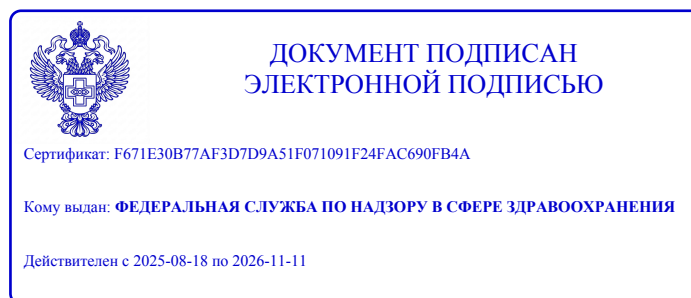 ДОКУМЕНТ ПОДПИСАН
ЭЛЕКТРОННОЙ ПОДПИСЬЮ
Сертификат: F671E30B77AF3D7D9A51F071091F24FAC690FB4A
Кому выдан: ФЕДЕРАЛЬНАЯ СЛУЖБА ПО НАДЗОРУ В СФЕРЕ ЗДРАВООХРАНЕНИЯ
Действителен с 2025-08-18 по 2026-11-11